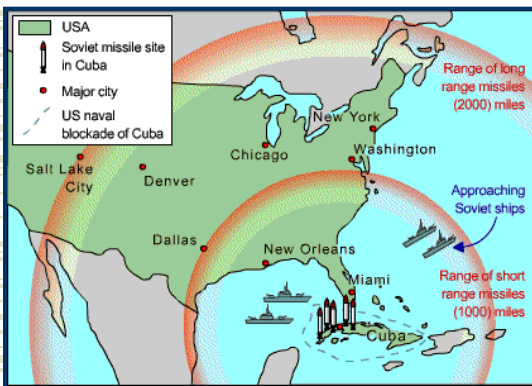 USA
Soviet missile site
in Cuba
Major city
US naval
blockade of Cuba
Range of long
range missiles
(2000) miles
New York
Chicago
Washington
Salt Lake
City
Denver
Approaching
Soviet ships
Dallas
New Orleans
Miami
Range of short
range missiles
(1000) miles
Cuba